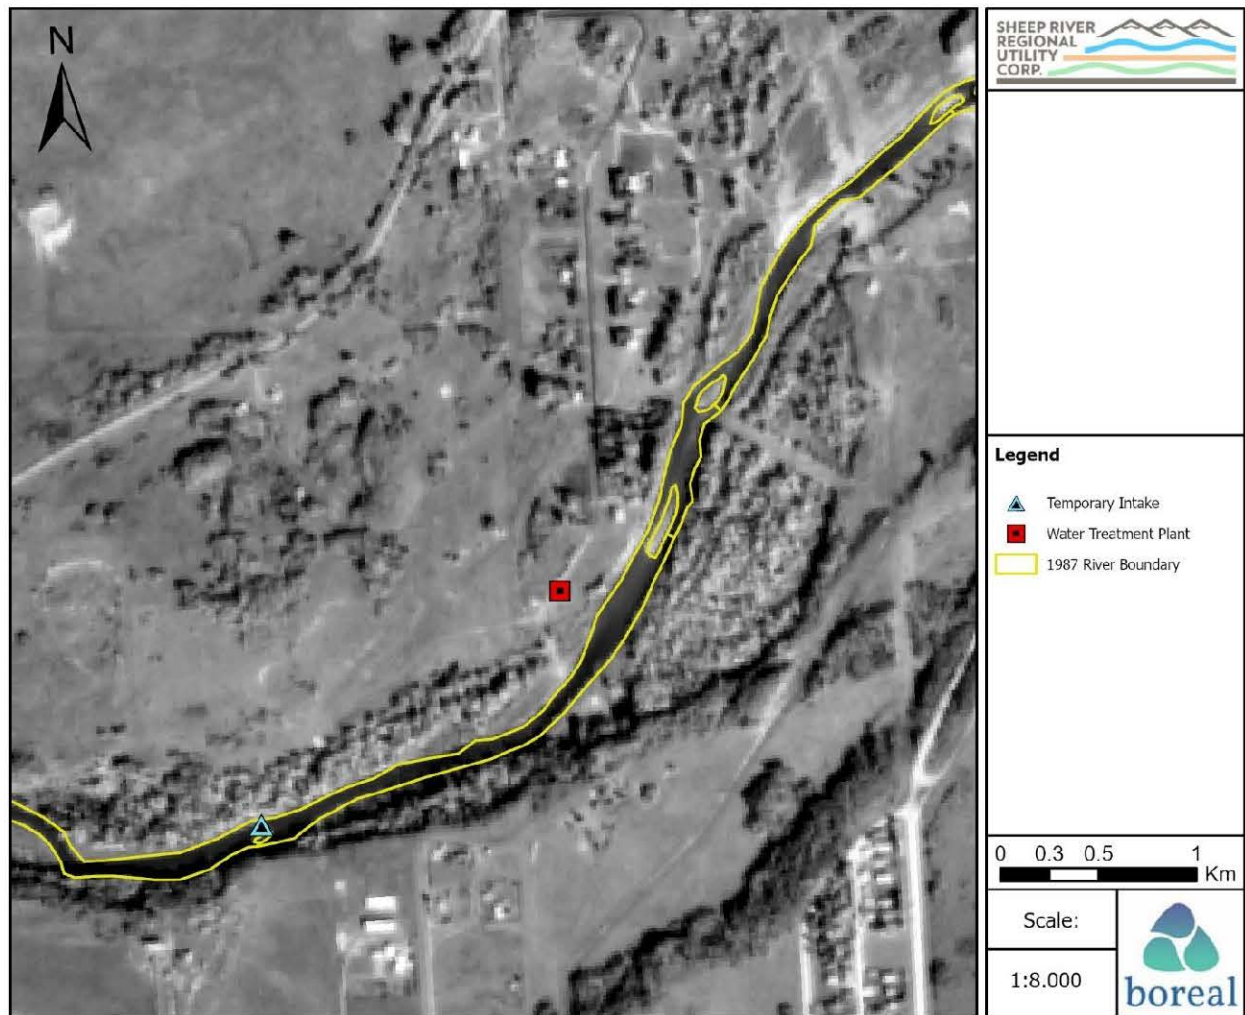 N
SHEEP RIVER
REGIONAL
UTILITY
CORP.
Legend
Temporary Intake
Water Treatment Plant
1987 River Boundary
0 0.3 0.5 1
Km
Scale:
1:8.000
boreal